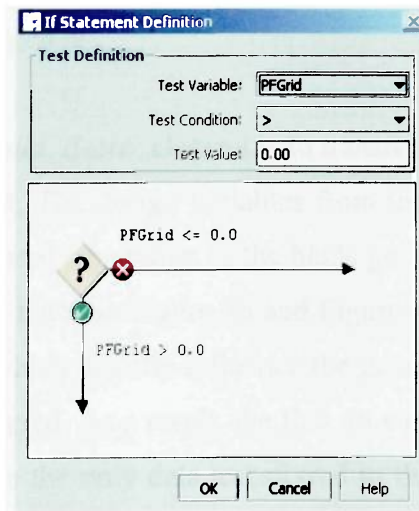 If Statement Definition
Test Definition
Test Variable: PFGrid
Test Condition: >
Test Value: 0.00
PFGrid <= 0.0
?
PFGrid > 0.0
OK Cancel Help